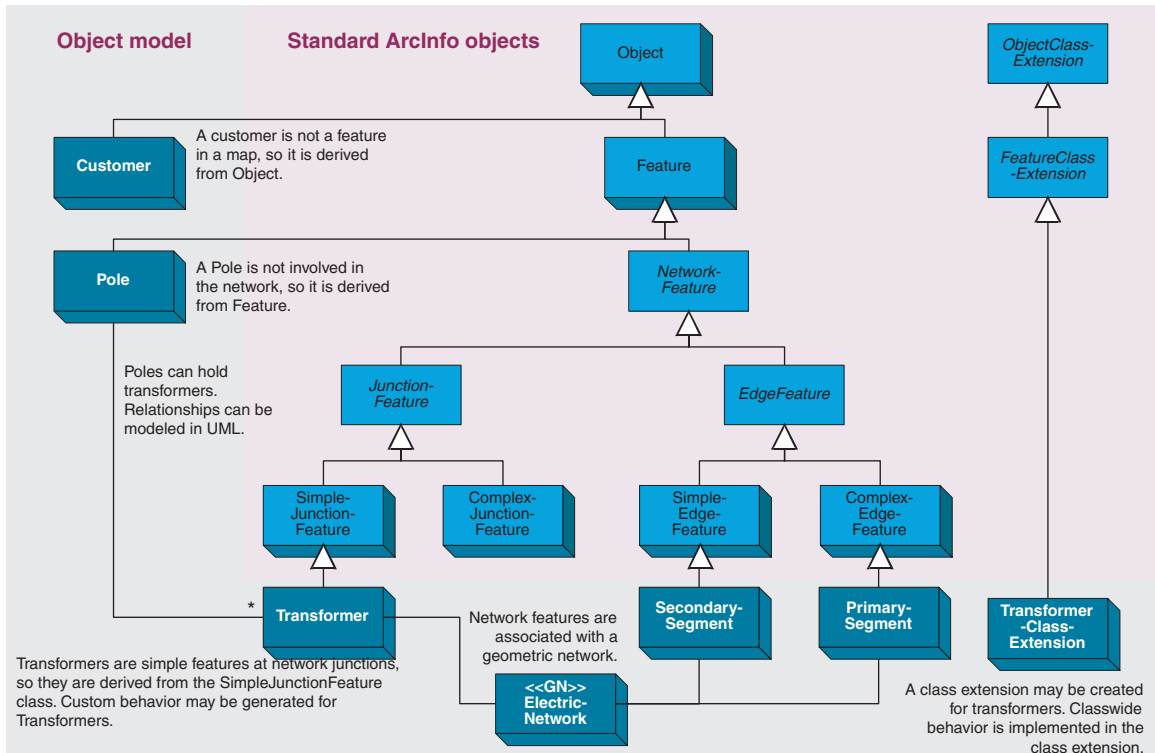 Object model
Standard ArcInfo objects
Object
ObjectClass-
Extension
Customer
A customer is not a feature
in a map, so it is derived
from Object.
Feature
FeatureClass
-Extension
Pole
A Pole is not involved in
the network, so it is derived
from Feature.
Network-
Feature
Poles can hold
transformers.
Relationships can be
modeled in UML.
Junction-
Feature
EdgeFeature
Simple-
Junction-
Feature
Complex-
Junction-
Feature
Simple-
Edge-
Feature
Complex-
Edge-
Feature
*
Transformer
Network features are
associated with a
geometric network.
Secondary-
Segment
Primary-
Segment
Transformer
-Class-
Extension
Transformers are simple features at network junctions,
so they are derived from the SimpleJunctionFeature
class. Custom behavior may be generated for
Transformers.
<<GN>>
Electric-
Network
A class extension may be created
for transformers. Classwide
behavior is implemented in the
class extension.